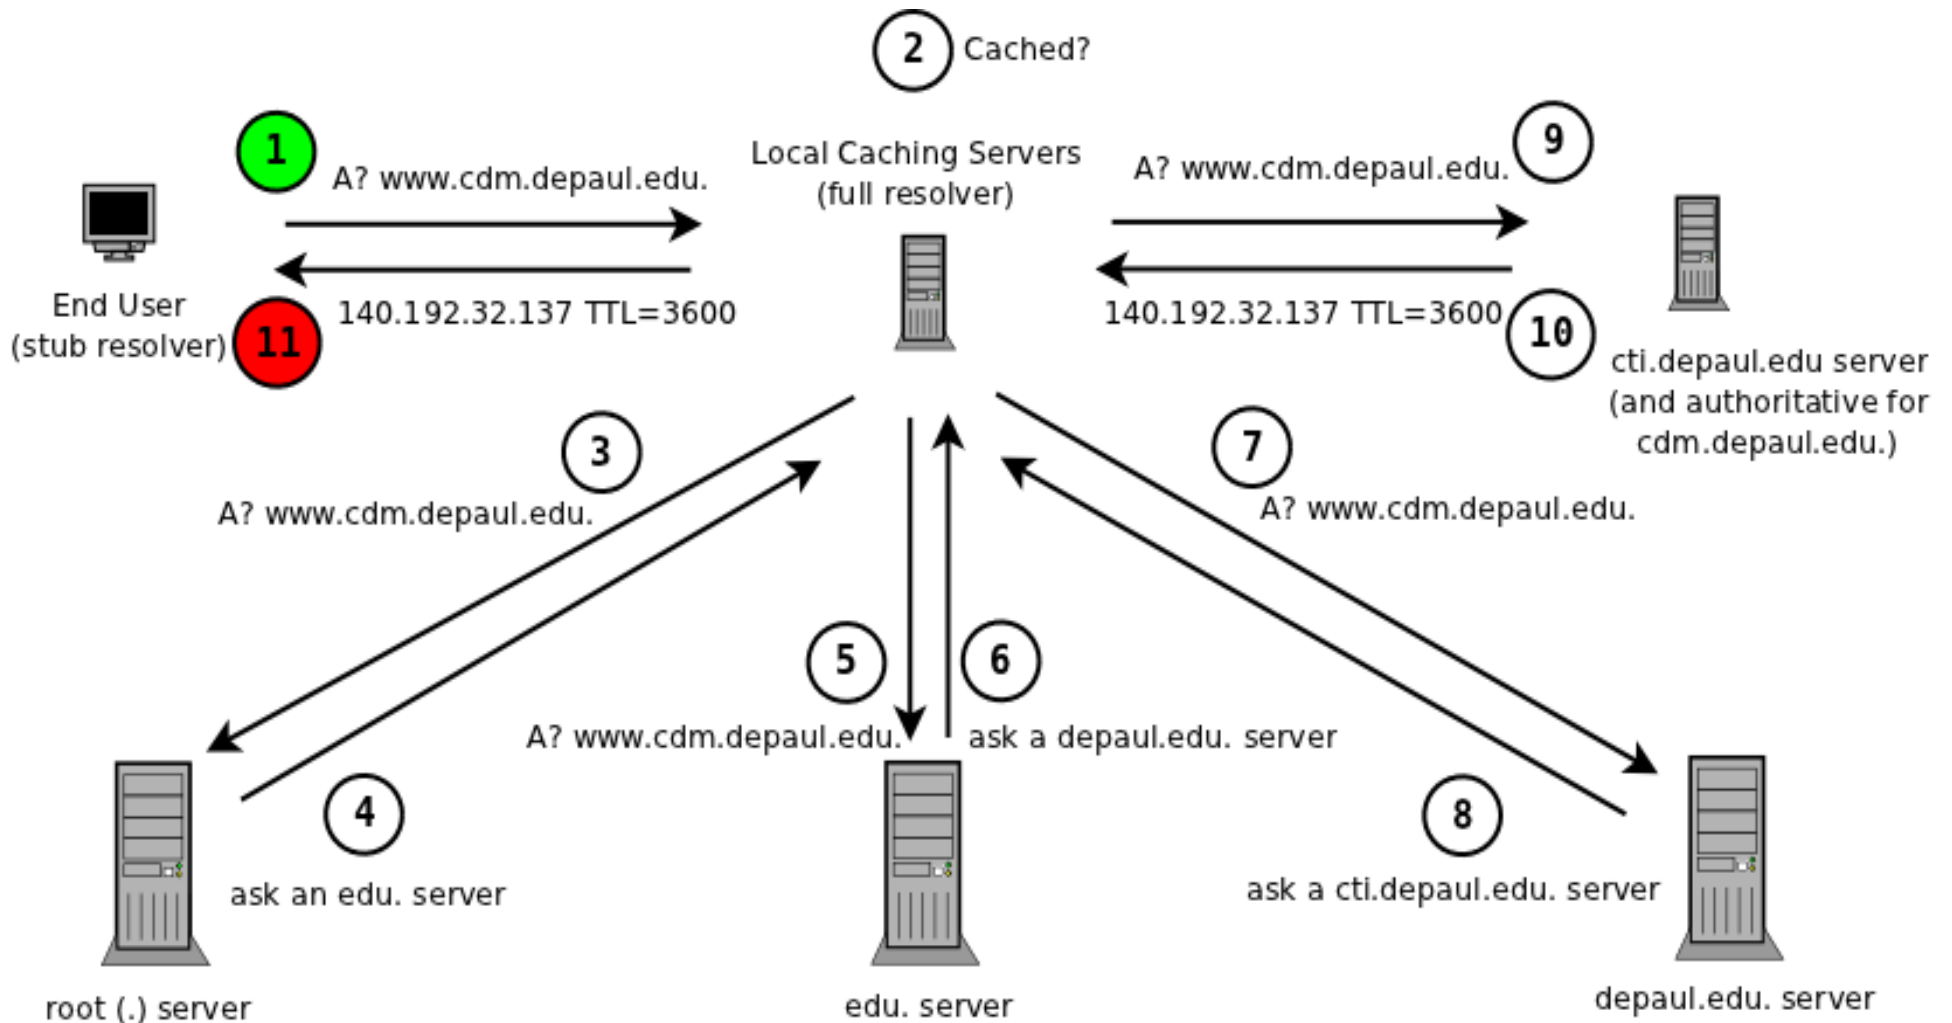 2 Cached?
1
A? www.cdm.depaul.edu.
Local Caching Servers
(full resolver)
A? www.cdm.depaul.edu.
9
End User
(stub resolver)
11
140.192.32.137 TTL=3600
140.192.32.137 TTL=3600
10
cti.depaul.edu server
(and authoritative for
cdm.depaul.edu.)
3
A? www.cdm.depaul.edu.
7
A? www.cdm.depaul.edu.
5
6
A? www.cdm.depaul.edu.
ask a depaul.edu. server
4
ask an edu. server
8
ask a cti.depaul.edu. server
root (.) server
edu. server
depaul.edu. server